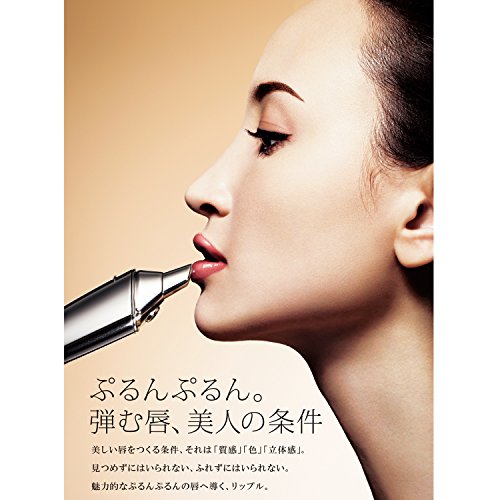 ぷるんぷるん。
弾む唇、美人の条件
美しい唇をつくる条件、それは「質感」「色」「立体感」。
見つめずにはいられない、ふれずにはいられない。
魅力的なぷるんぷるんの唇へ導く、リップル。